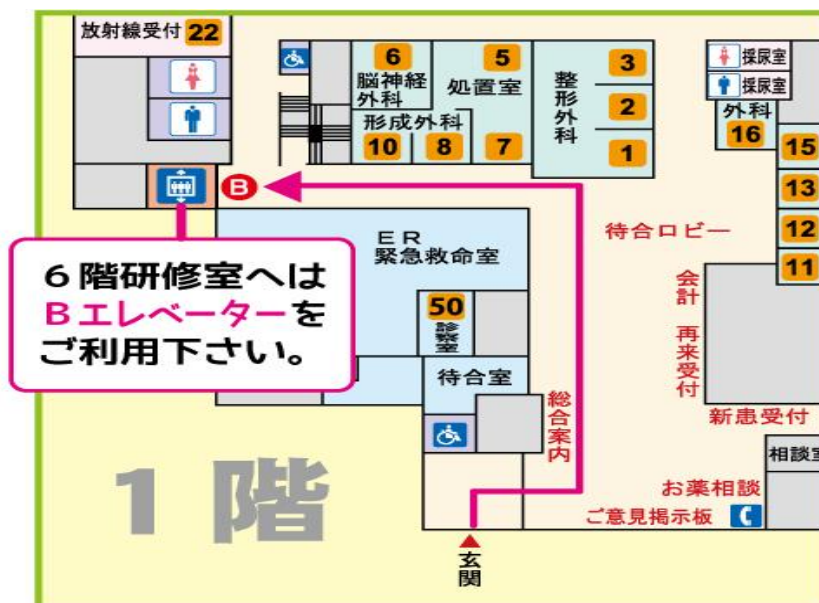 放射線受付 22
6
脳神経
外科
5
処置室
形成外科
10
8
7
整形外科
3
2
1
採尿室
採尿室
外科
16
15
13
12
11
B
6階研修室へは
Bエレベーターを
ご利用下さい。
ER
緊急救命室
50
診察室
待合室
待合ロビー
会計
再来受付
新患受付
総合案内
相談室
お薬相談
ご意見掲示板
1階
玄関